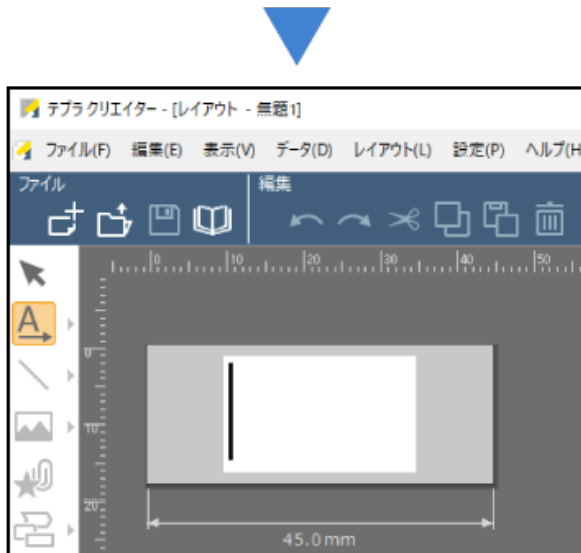 テプラクリエイター - [レイアウト - 無題1]
ファイル(F) 編集(E) 表示(V) データ(D) レイアウト(L) 設定(P) ヘルプ(H
ファイル 編集
0 10 20 30 40 50
A
0
10
20
45.0mm